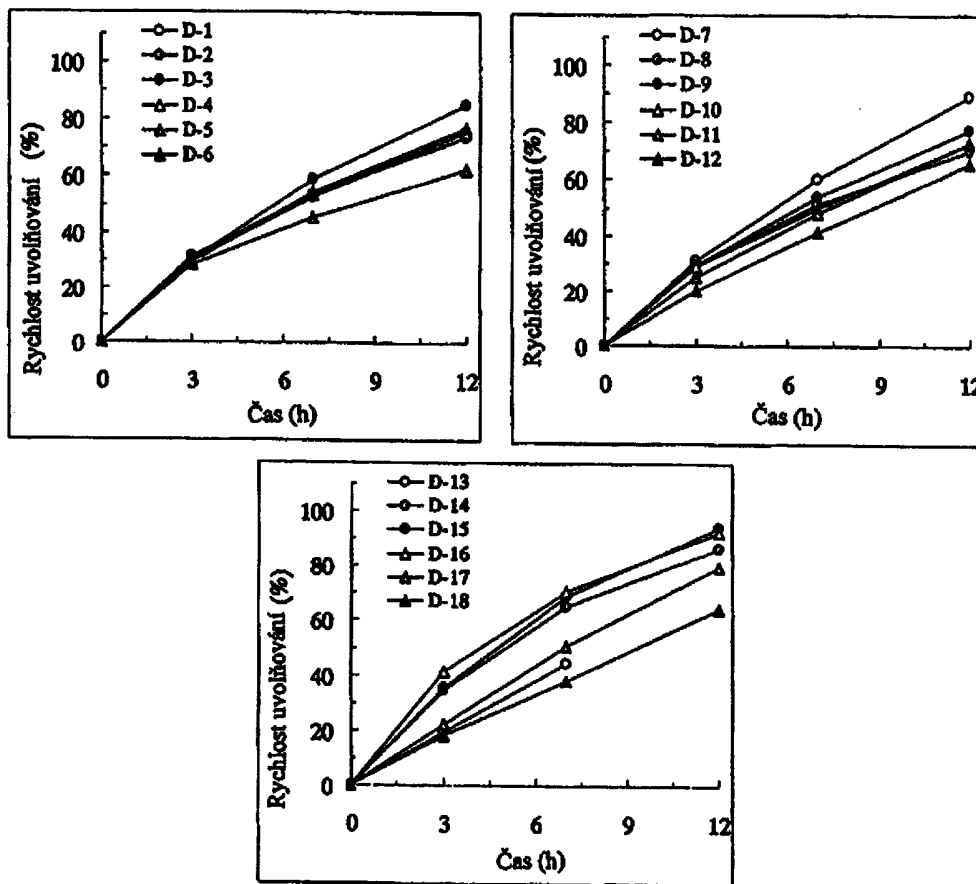 D-1
D-2
D-3
D-4
D-5
D-6
100
80
60
40
20
0
Rychlost uvolňování (%)
0 3 6 9 12
Čas (h)
D-7
D-8
D-9
D-10
D-11
D-12
100
80
60
40
20
0
Rychlost uvolňování (%)
0 3 6 9 12
Čas (h)
D-13
D-14
D-15
D-16
D-17
D-18
100
80
60
40
20
0
Rychlost uvolňování (%)
0 3 6 9 12
Čas (h)